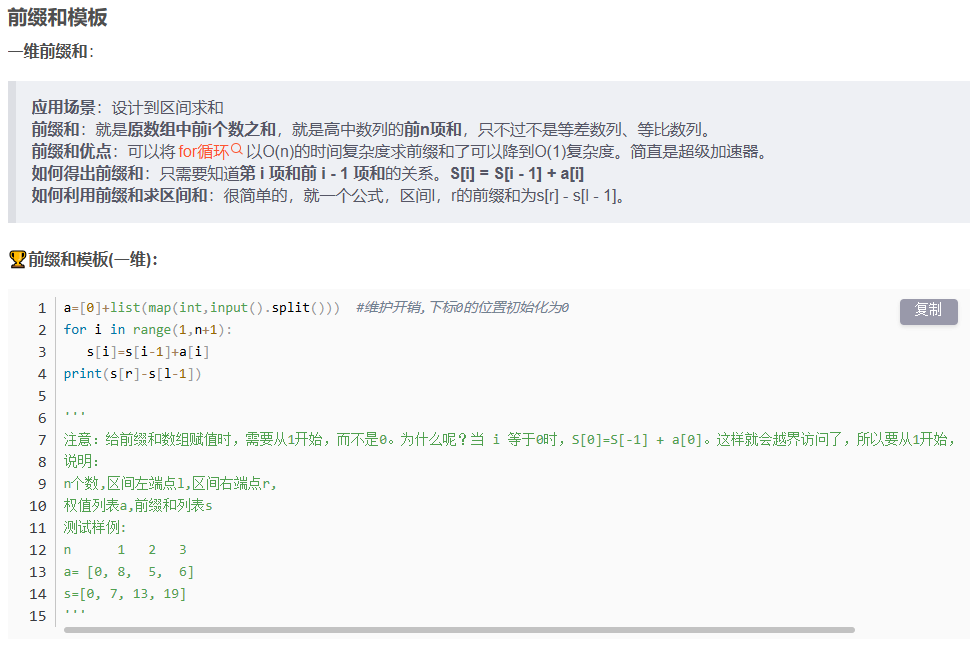 前缀和模板
一维前缀和：
应用场景：设计到区间求和
前缀和：就是原数组中前i个数之和，就是高中数列的前n项和，只不过不是等差数列、等比数列。
前缀和优点：可以将 for循环 以O(n)的时间复杂度求前缀和了可以降到O(1)复杂度。简直是超级加速器。
如何得出前缀和：只需要知道第 i 项和前 i - 1 项和的关系。S[i] = S[i - 1] + a[i]
如何利用前缀和求区间和：很简单的，就一个公式，区间l，r的前缀和为s[r] - s[l - 1]。
🏆前缀和模板(一维)：
复制
1 a=[0]+list(map(int,input().split()))  #维护开销,下标0的位置初始化为0
2 for i in range(1,n+1):
3    s[i]=s[i-1]+a[i]
4 print(s[r]-s[l-1])
5
6 '''
7 注意：给前缀和数组赋值时，需要从1开始，而不是0。为什么呢？当 i 等于0时，S[0]=S[-1] + a[0]。这样就会越界访问了，所以要从1开始，
8 说明：
9 n个数,区间左端点l,区间右端点r,
10 权值列表a,前缀和列表s
11 测试样例:
12 n      1   2   3
13 a= [0, 8,  5,  6]
14 s=[0, 7, 13, 19]
15 '''